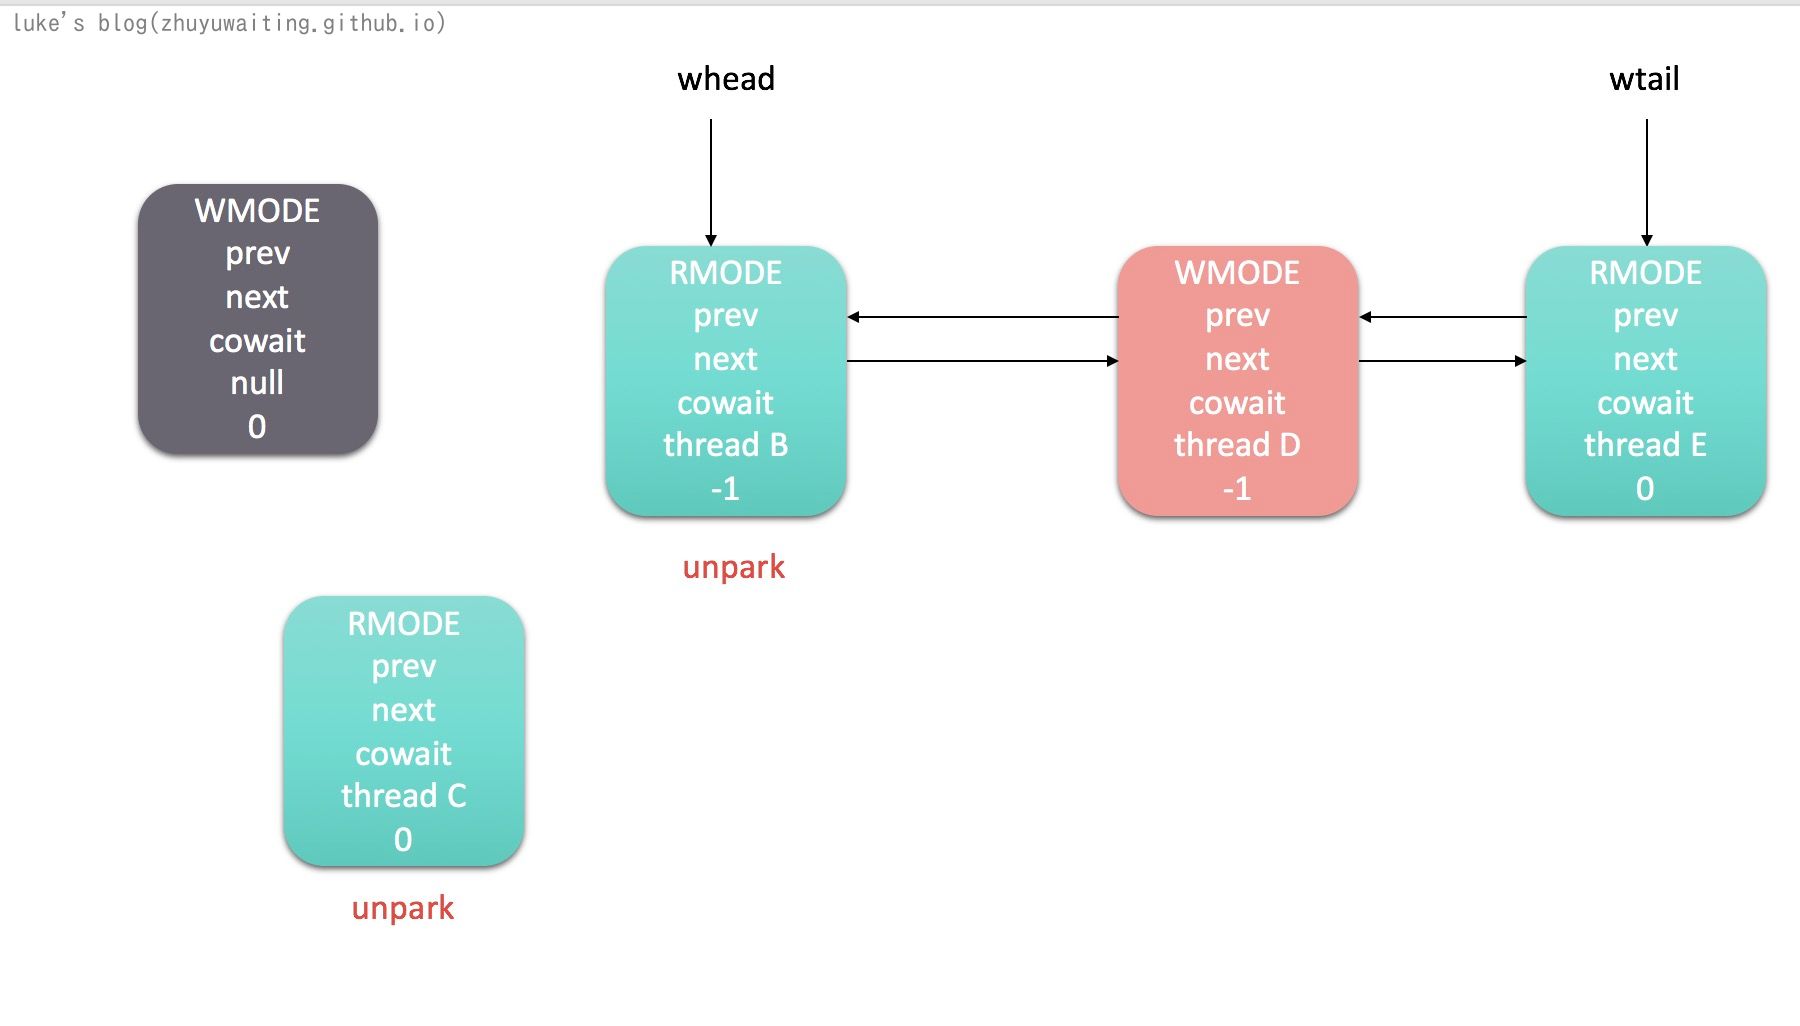 luke's blog(zhuyuwaiting.github.io)
whead
wtail
WMODE
prev
next
cowait
null
0
RMODE
prev
next
cowait
thread B
-1
unpark
WMODE
prev
next
cowait
thread D
-1
RMODE
prev
next
cowait
thread E
0
RMODE
prev
next
cowait
thread C
0
unpark